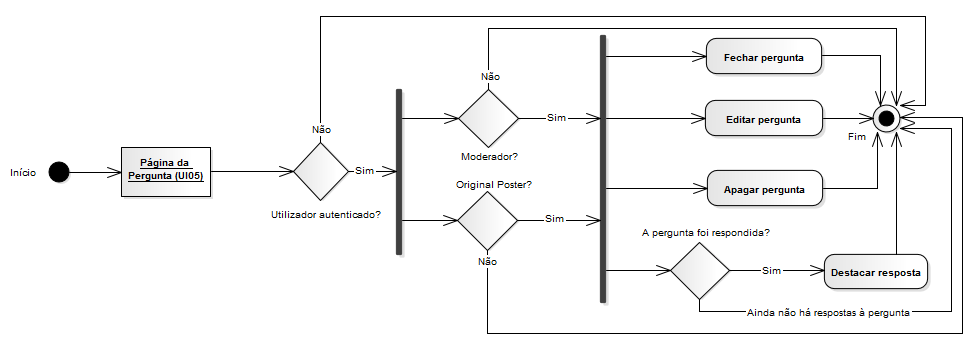 Início
Página da
Pergunta (UI05)
Não
Sim
Utilizador autenticado?
Não
Sim
Moderador?
Original Poster?
Sim
Não
Fechar pergunta
Editar pergunta
Fim
Apagar pergunta
A pergunta foi respondida?
Sim
Destacar resposta
Ainda não há respostas à pergunta